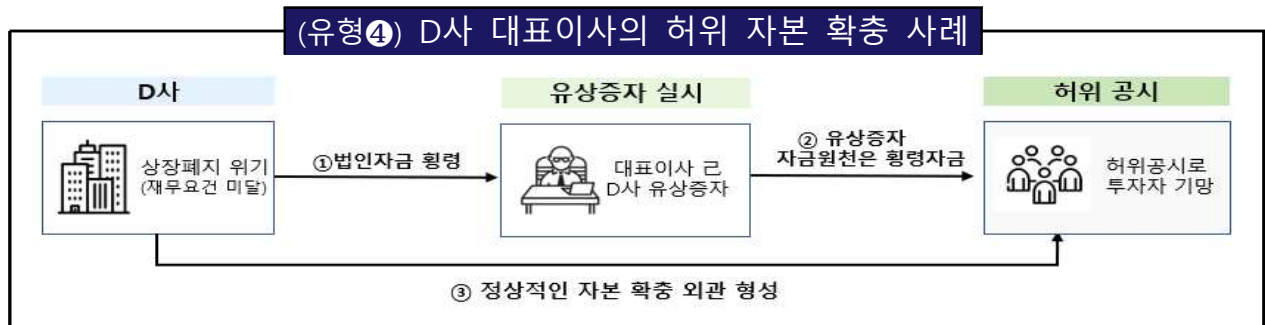 (유형❹) D사 대표이사의 허위 자본 확충 사례
D사
유상증자 실시
허위 공시
상장폐지 위기
(재무요건 미달)
①법인자금 횡령
대표이사 己
D사 유상증자
② 유상증자
자금원천은 횡령자금
허위공시로
투자자 기망
③ 정상적인 자본 확충 외관 형성